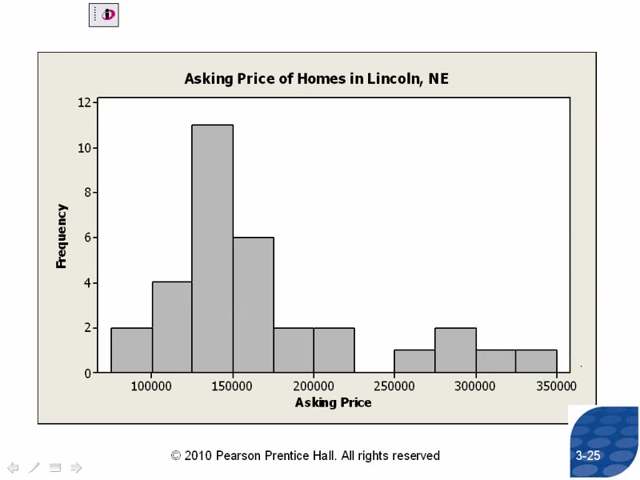 Asking Price of Homes in Lincoln, NE
12
10
8
6
4
2
0
Frequency
100000 150000 200000 250000 300000 350000
Asking Price
© 2010 Pearson Prentice Hall. All rights reserved
3-25